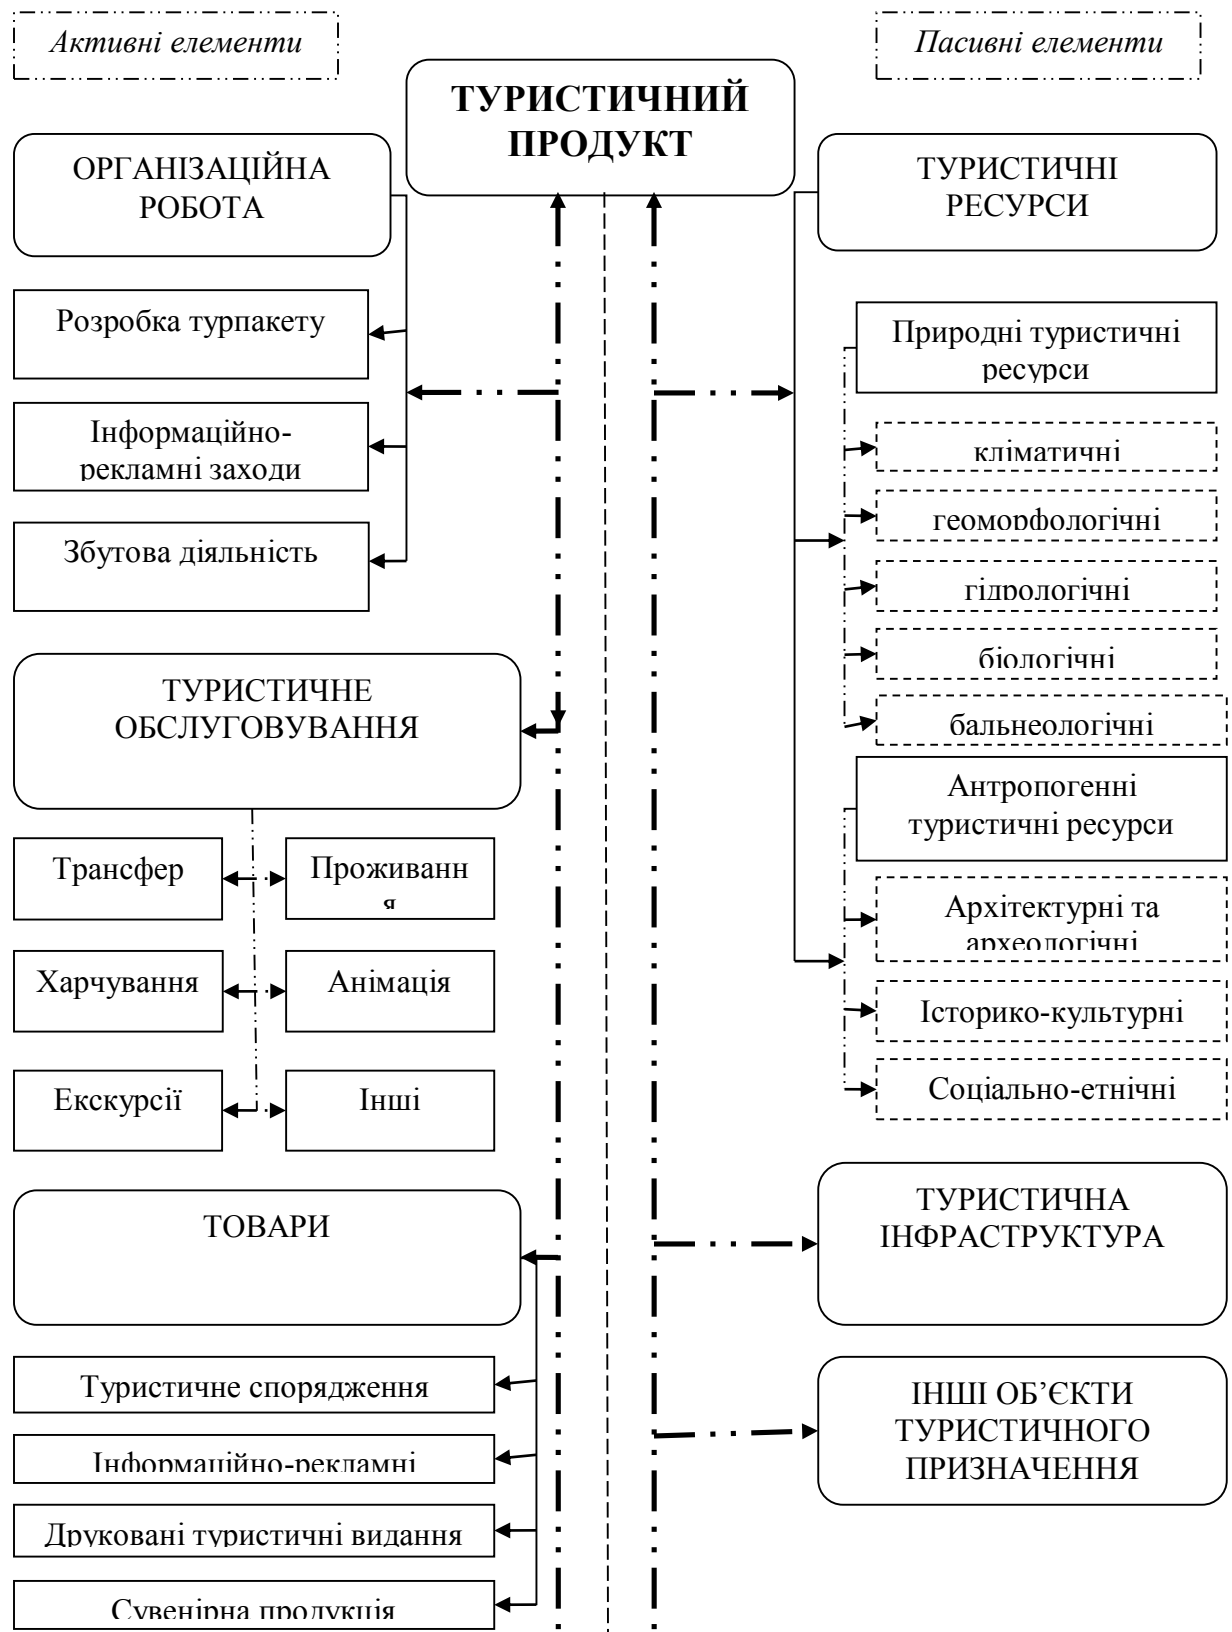 Активні елементи
Пасивні елементи
ТУРИСТИЧНИЙ
ПРОДУКТ
ОРГАНІЗАЦІЙНА
РОБОТА
Розробка турпакету
Інформаційно-
рекламні заходи
Збутова діяльність
ТУРИСТИЧНЕ
ОБСЛУГОВУВАННЯ
Трансфер
Проживанн
я
Харчування
Анімація
Екскурсії
Інші
ТОВАРИ
Туристичне спорядження
Інформаційно-рекламні
Друковані туристичні видання
Сувенірна продукція
ТУРИСТИЧНІ
РЕСУРСИ
Природні туристичні
ресурси
кліматичні
геоморфологічні
гідрологічні
біологічні
бальнеологічні
Антропогенні
туристичні ресурси
Архітектурні та
археологічні
Історико-культурні
Соціально-етнічні
ТУРИСТИЧНА
ІНФРАСТРУКТУРА
ІНШІ ОБ’ЄКТИ
ТУРИСТИЧНОГО
ПРИЗНАЧЕННЯ